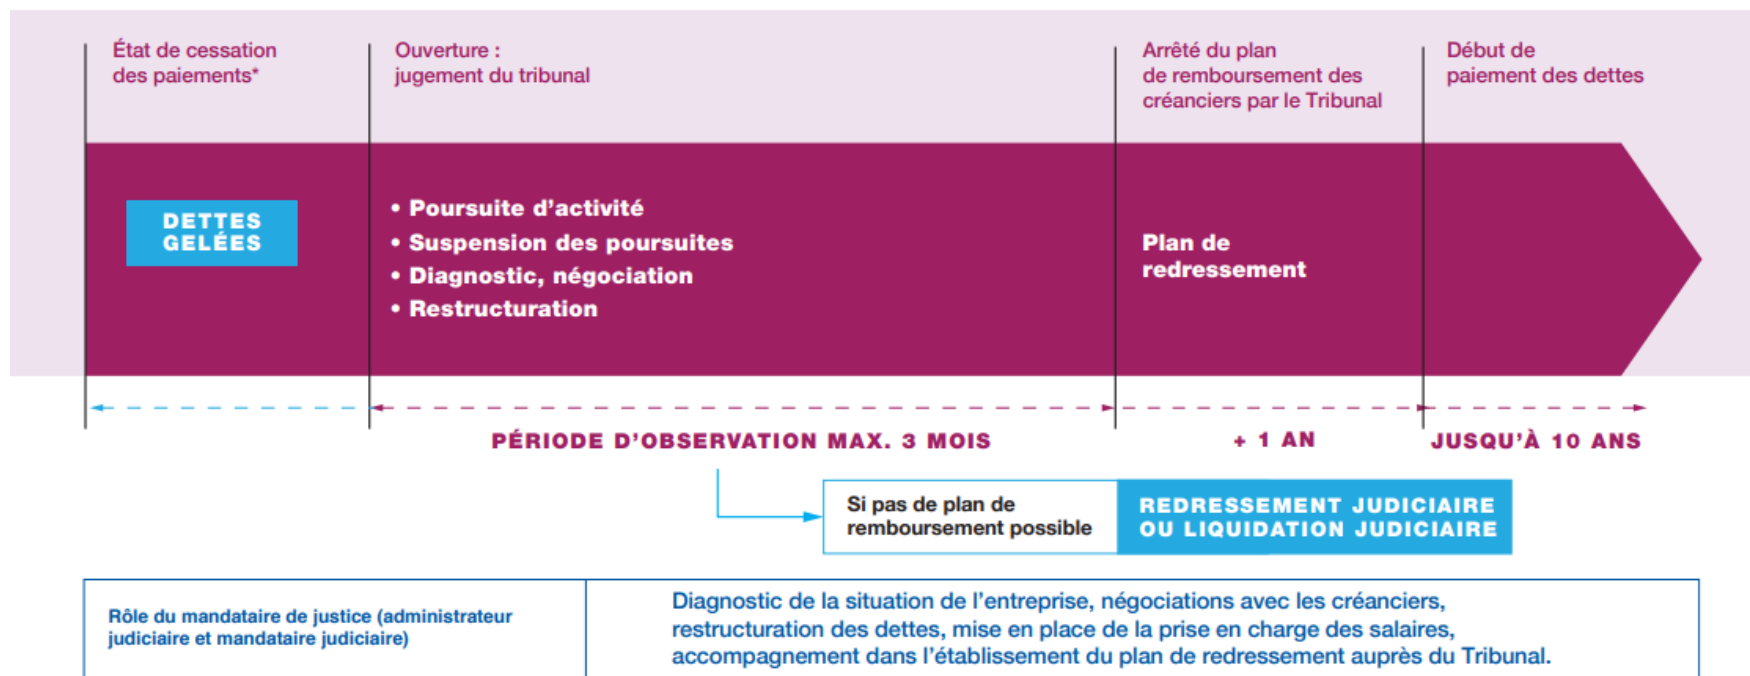 État de cessation
des paiements*
Ouverture :
jugement du tribunal
Arrêté du plan
de remboursement des
créanciers par le Tribunal
Début de
paiement des dettes
DETTES
GELÉES
• Poursuite d'activité
• Suspension des poursuites
• Diagnostic, négociation
• Restructuration
Plan de
redressement
PÉRIODE D'OBSERVATION MAX. 3 MOIS
+ 1 AN
JUSQU'À 10 ANS
Si pas de plan de
remboursement possible
REDRESSEMENT JUDICIAIRE
OU LIQUIDATION JUDICIAIRE
Rôle du mandataire de justice (administrateur
judiciaire et mandataire judiciaire)
Diagnostic de la situation de l'entreprise, négociations avec les créanciers,
restructuration des dettes, mise en place de la prise en charge des salaires,
accompagnement dans l'établissement du plan de redressement auprès du Tribunal.